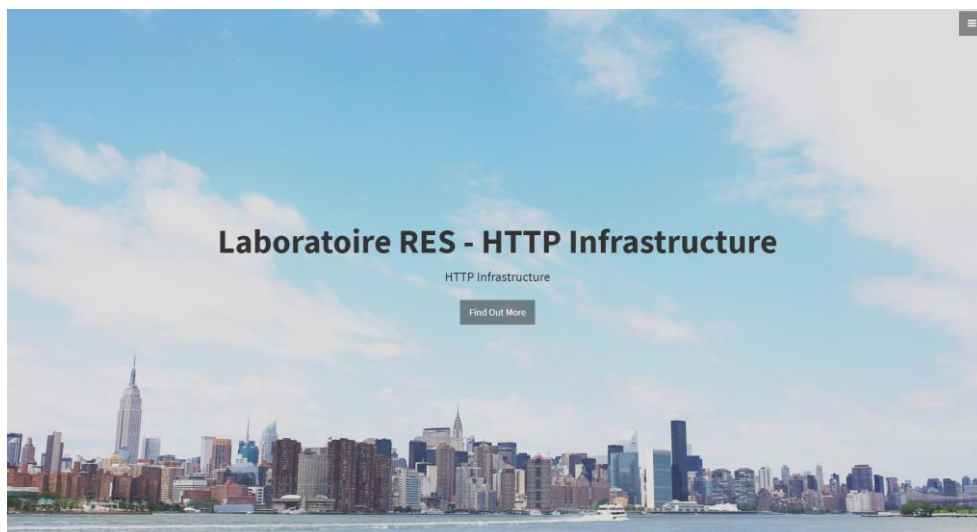 Laboratoire RES - HTTP Infrastructure
HTTP Infrastructure
Find Out More